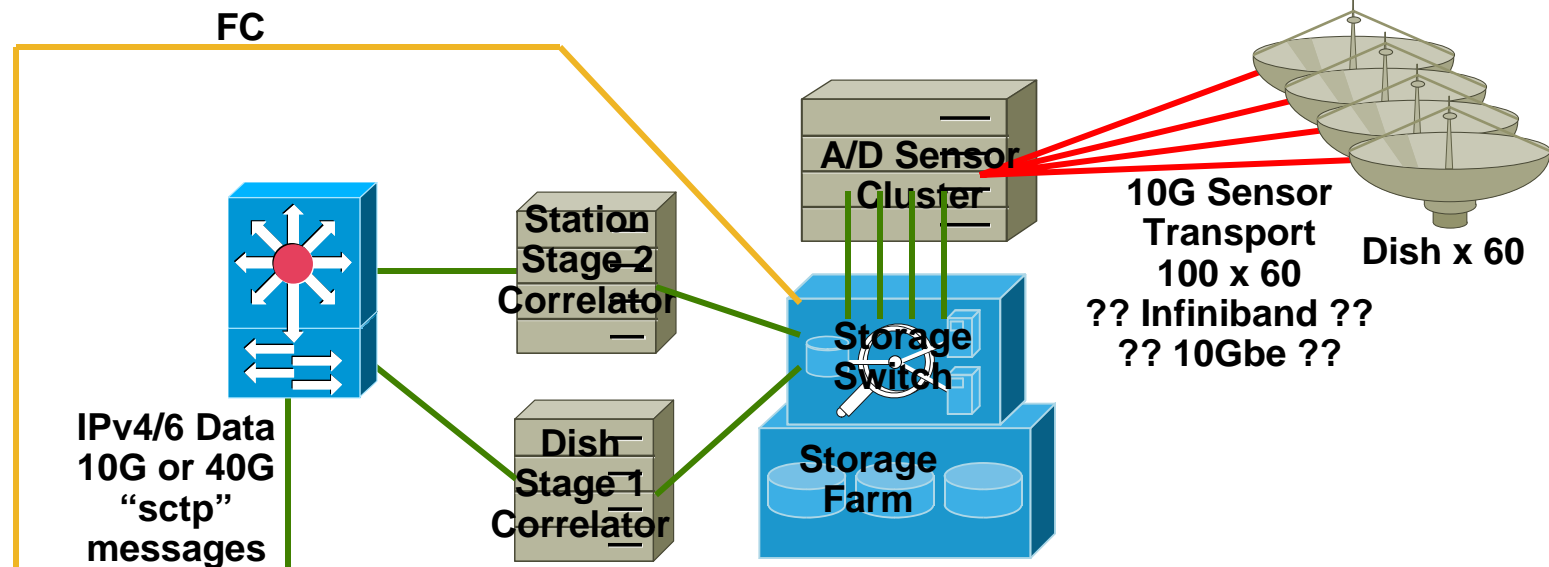 FC
A/D Sensor
Cluster
10G Sensor
Transport
100 x 60
?? Infiniband ??
?? 10Gbe ??
Dish x 60
Station
Stage 2
Correlator
Storage
Switch
IPv4/6 Data
10G or 40G
“sctp”
messages
Dish
Stage 1
Correlator
Storage
Farm